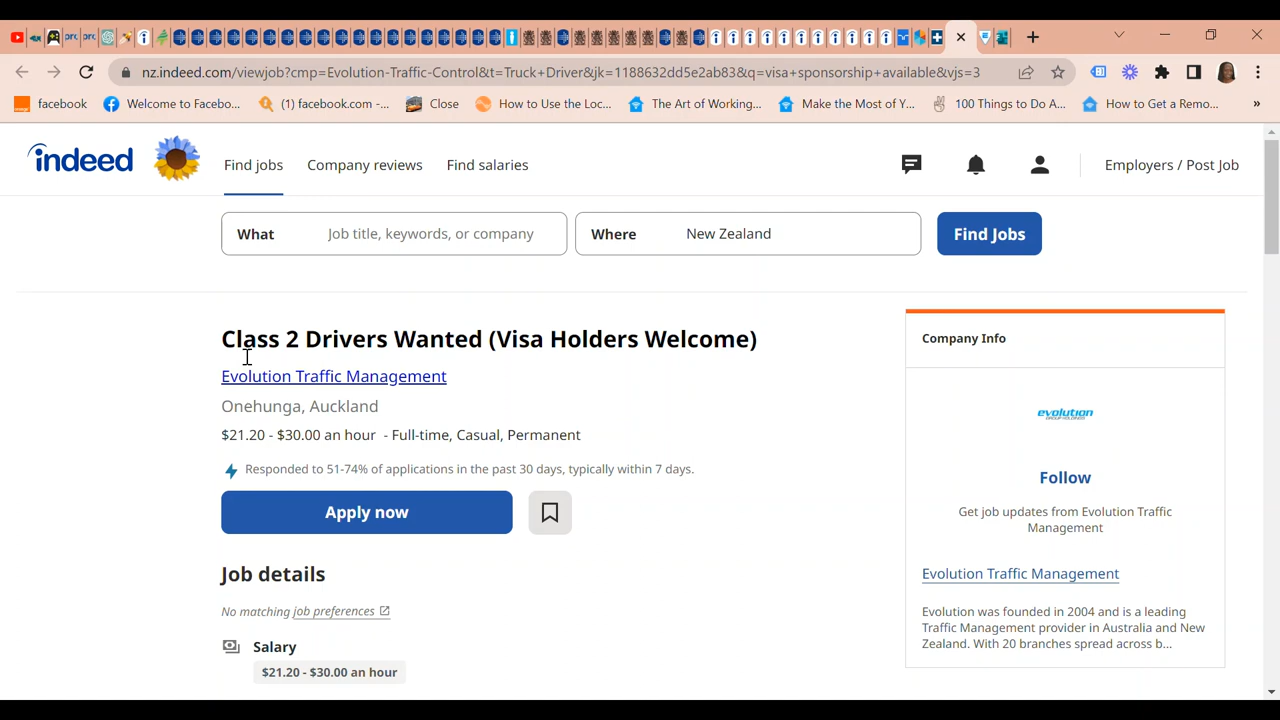 prc
prc
nz.indeed.com/viewjob?cmp=Evolution-Traffic-Control&t=Truck+Driver&jk=1188632dd5e2ab83&q=visa+sponsorship+available&vjs=3
facebook
Welcome to Facebo...
(1) facebook.com -...
Close
How to Use the Loc...
The Art of Working...
Make the Most of Y...
100 Things to Do A...
How to Get a Remo...
»
indeed
Find jobs
Company reviews
Find salaries
Employers / Post Job
What
Job title, keywords, or company
Where
New Zealand
Find Jobs
Class 2 Drivers Wanted (Visa Holders Welcome)
Evolution Traffic Management
Onehunga, Auckland
$21.20 - $30.00 an hour - Full-time, Casual, Permanent
Responded to 51-74% of applications in the past 30 days, typically within 7 days.
Apply now
Job details
No matching job preferences
Salary
$21.20 - $30.00 an hour
Company Info
evolution
Follow
Get job updates from Evolution Traffic
Management
Evolution Traffic Management
Evolution was founded in 2004 and is a leading
Traffic Management provider in Australia and New
Zealand. With 20 branches spread across b...